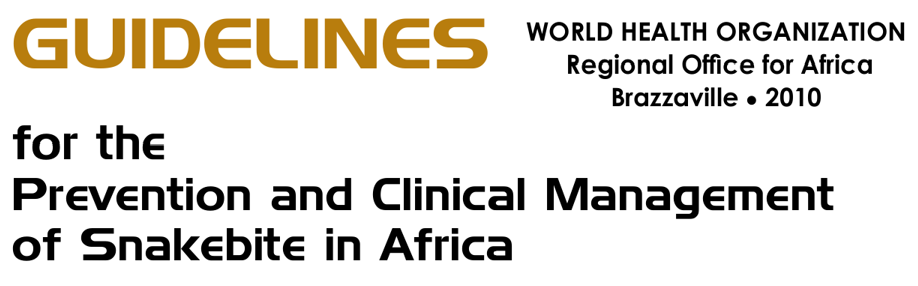 GUIDELINES
WORLD HEALTH ORGANIZATION
Regional Office for Africa
Brazzaville • 2010
for the
Prevention and Clinical Management
of Snakebite in Africa